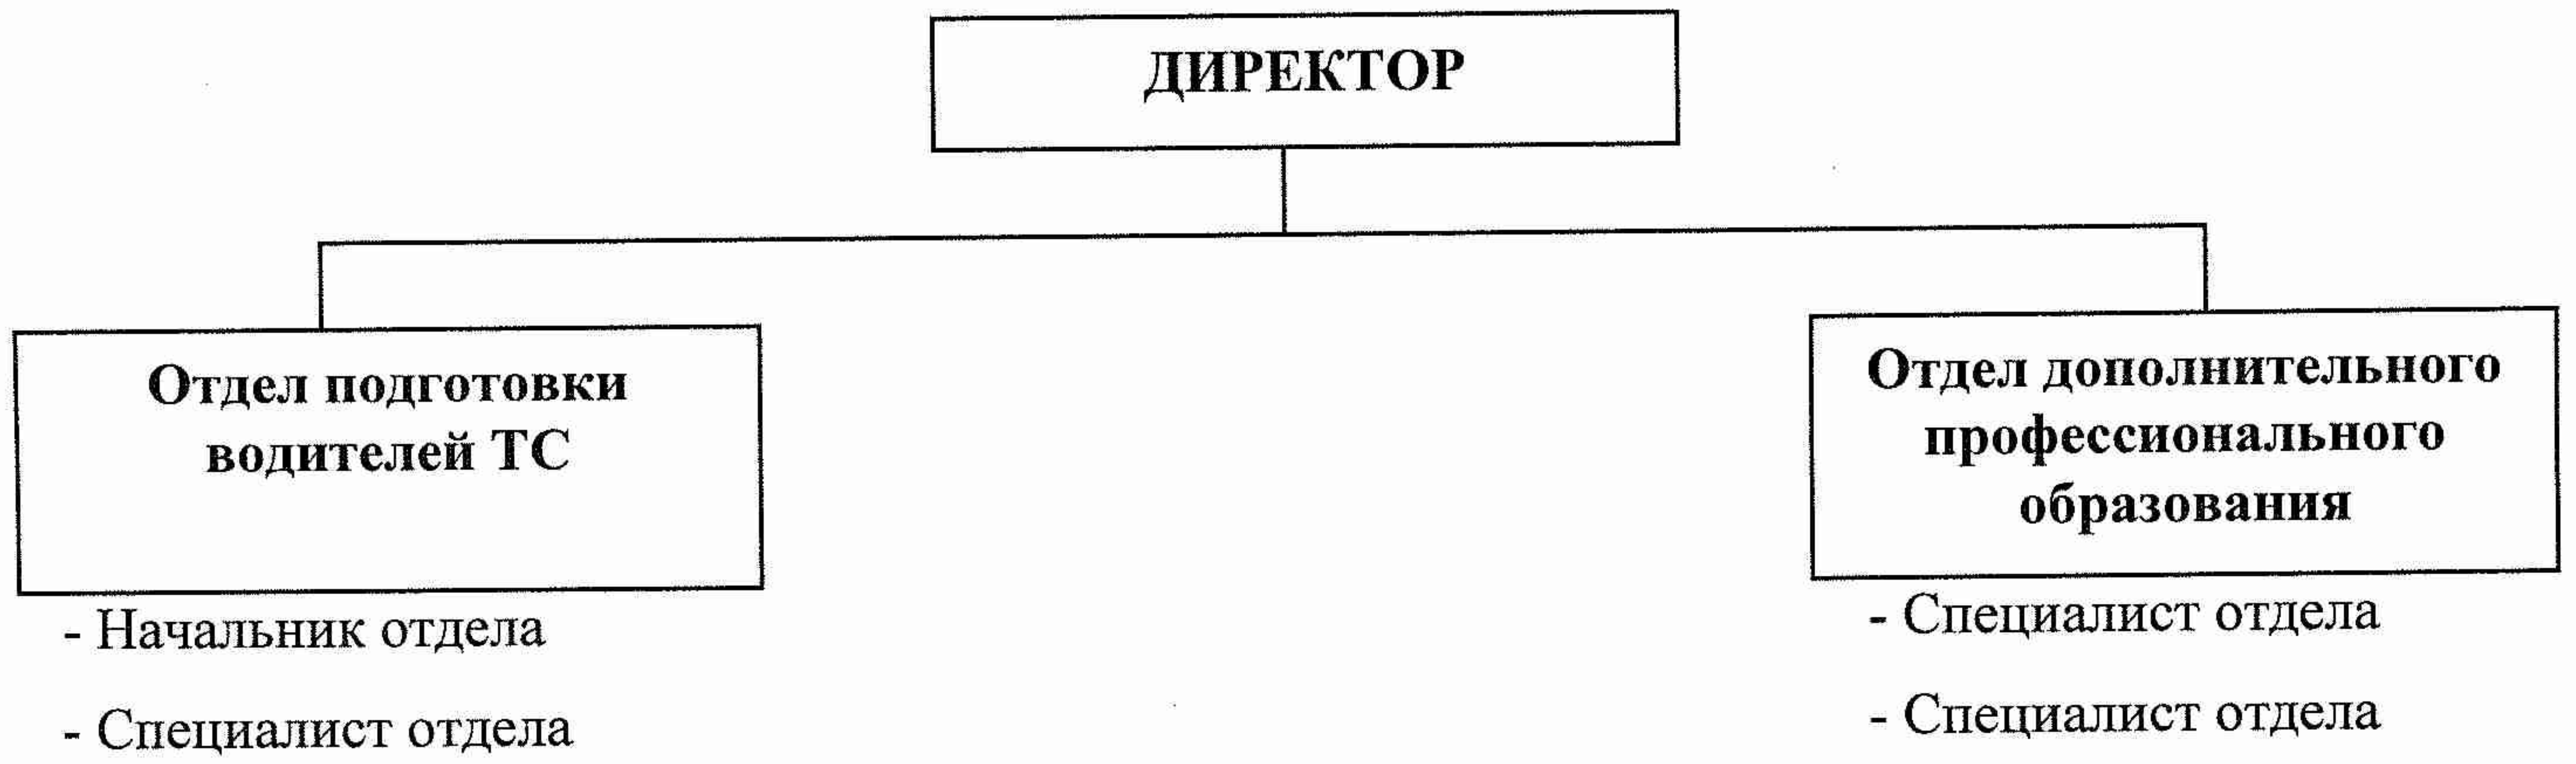 ДИРЕКТОР
Отдел подготовки
водителей ТС
- Начальник отдела
- Специалист отдела
Отдел дополнительного
профессионального
образования
- Специалист отдела
- Специалист отдела